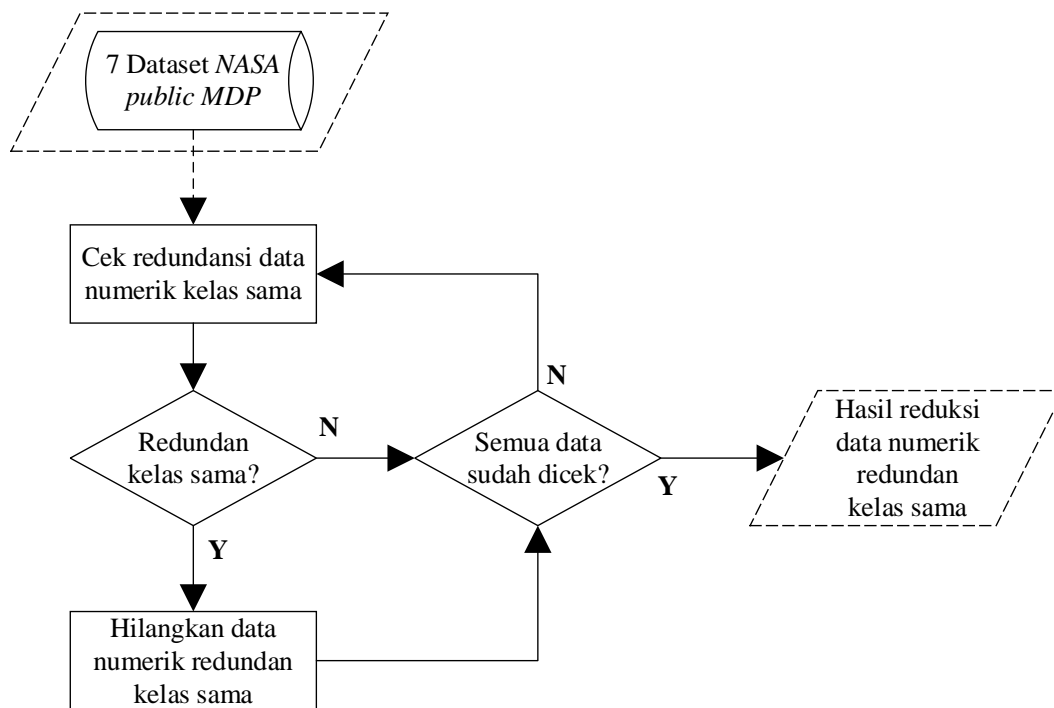 7 Dataset NASA
public MDP
Cek redundansi data
numerik kelas sama
Redundan
kelas sama?
N
Y
Hilangkan data
numerik redundan
kelas sama
Semua data
sudah dicek?
N
Y
Hasil reduksi
data numerik
redundan
kelas sama